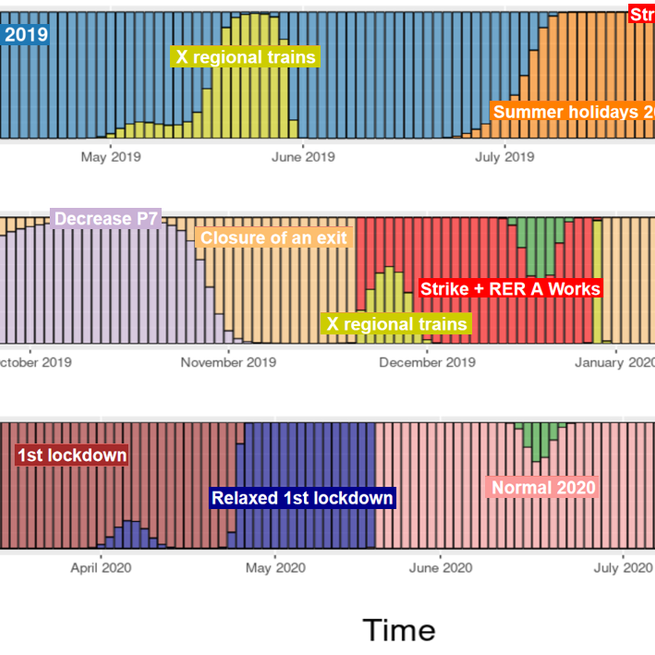 Str
2019
X regional trains
Summer holidays 20
May 2019
June 2019
July 2019
Decrease P7
Closure of an exit
Strike + RER A Works
X regional trains
ctober 2019
November 2019
December 2019
January 2020
1st lockdown
Relaxed 1st lockdown
Normal 2020
April 2020
May 2020
June 2020
July 2020
Time